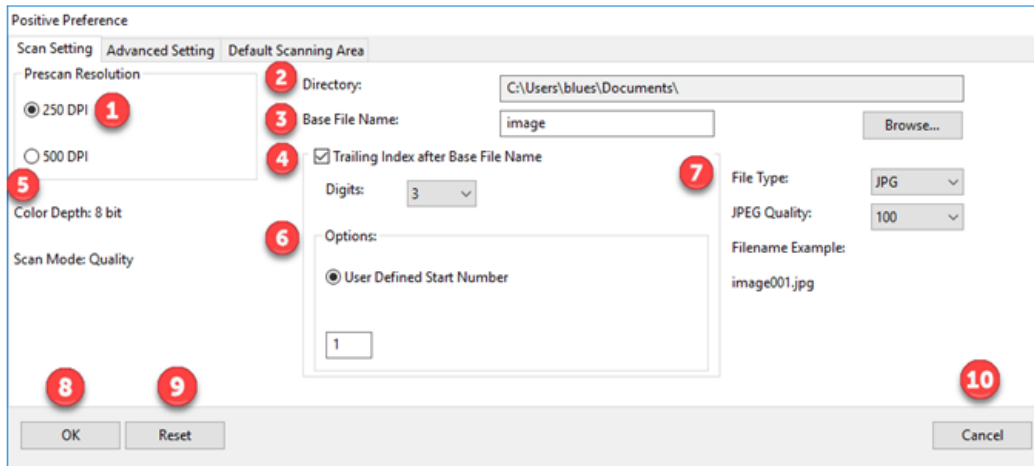 Positive Preference
Scan Setting Advanced Setting Default Scanning Area
Prescan Resolution
250 DPI 1
500 DPI
5
Color Depth: 8 bit
Scan Mode: Quality
2 Directory: C:\Users\blues\Documents\
3 Base File Name: image Browse...
4 Trailing Index after Base File Name
Digits: 3
6 Options:
User Defined Start Number
1
7
File Type: JPG
JPEG Quality: 100
Filename Example:
image001.jpg
8 9 10
OK Reset Cancel